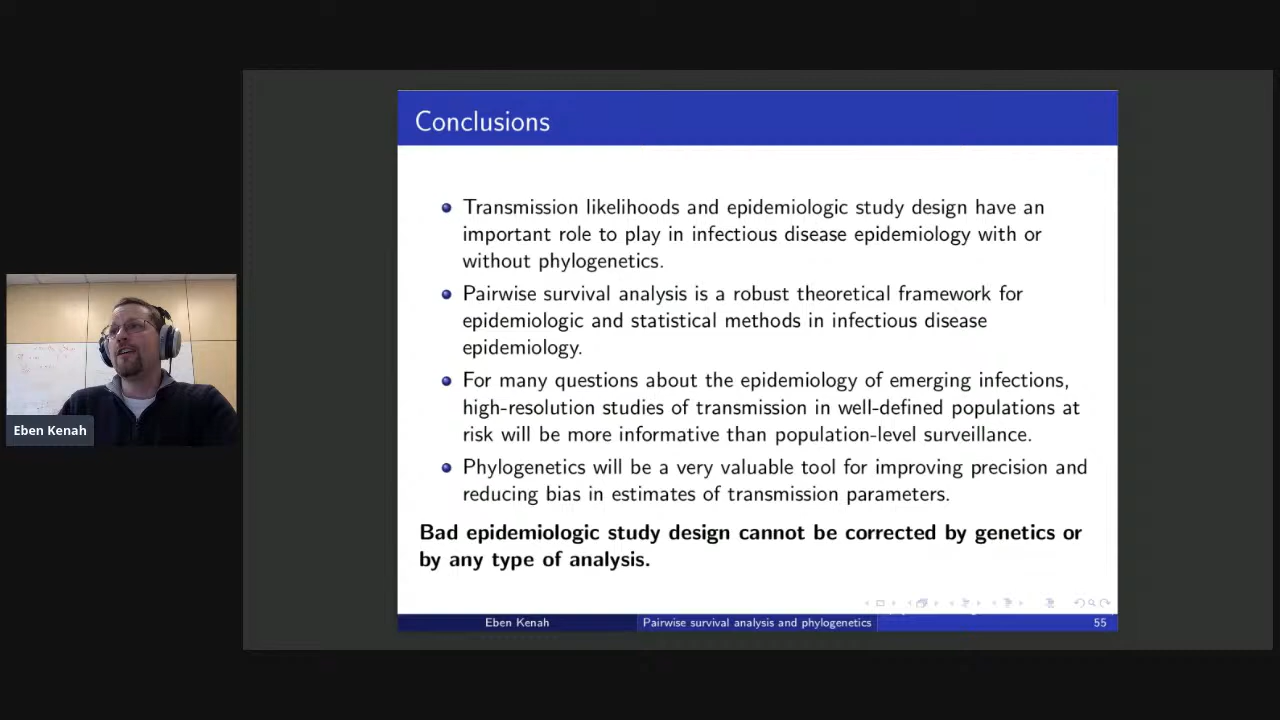 Conclusions
Transmission likelihoods and epidemiologic study design have an
important role to play in infectious disease epidemiology with or
without phylogenetics.
Pairwise survival analysis is a robust theoretical framework for
epidemiologic and statistical methods in infectious disease
epidemiology.
For many questions about the epidemiology of emerging infections,
high-resolution studies of transmission in well-defined populations at
risk will be more informative than population-level surveillance.
Phylogenetics will be a very valuable tool for improving precision and
reducing bias in estimates of transmission parameters.
Bad epidemiologic study design cannot be corrected by genetics or
by any type of analysis.
Eben Kenah
Eben Kenah
Pairwise survival analysis and phylogenetics
55